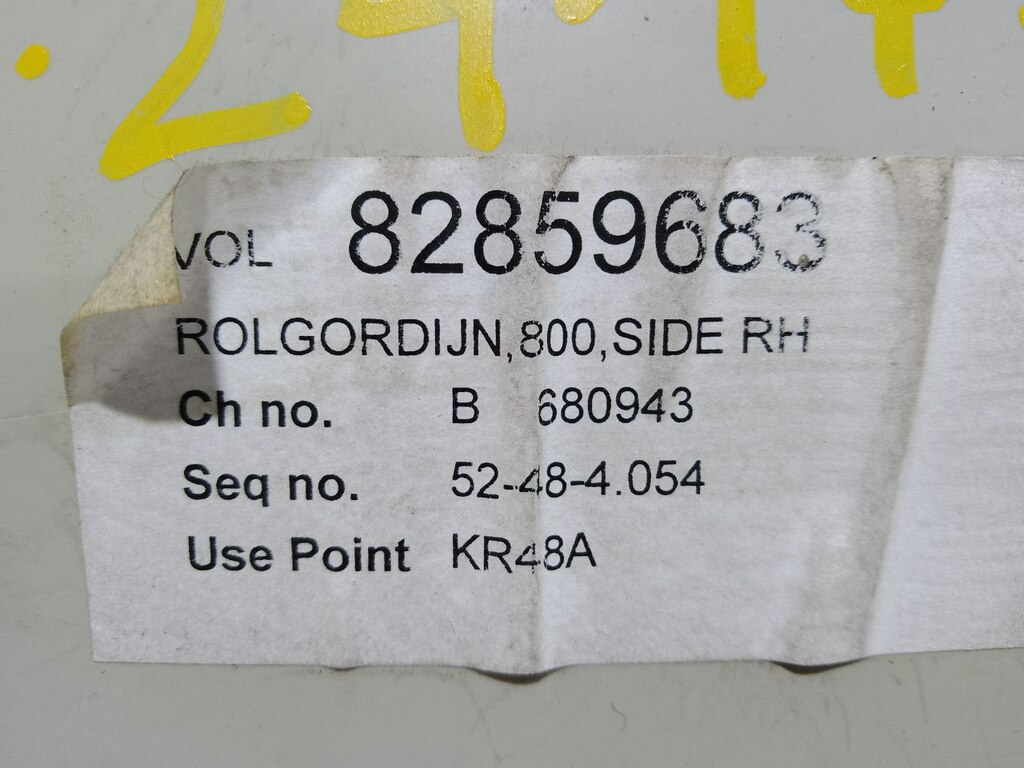 VOL 82859683
ROLGORDIJN,800,SIDE RH
Ch no. B 680943
Seq no. 52-48-4.054
Use Point KR48A